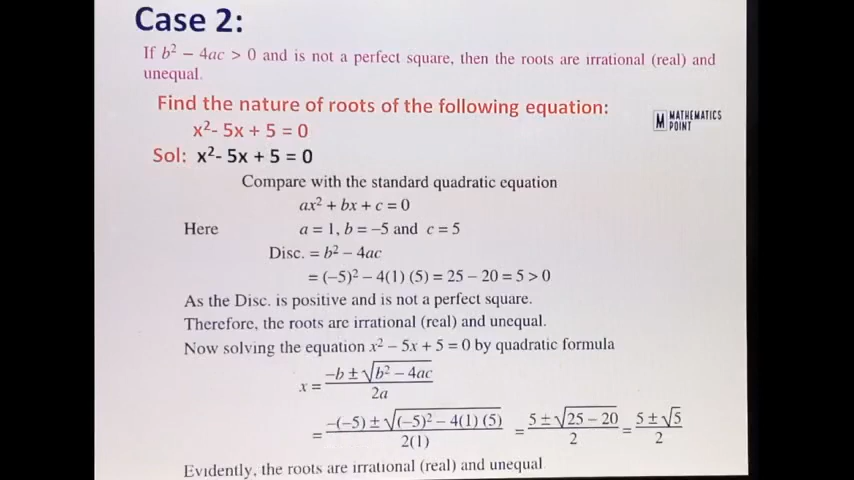 Case 2:
If b² − 4ac > 0 and is not a perfect square, then the roots are irrational (real) and
unequal.
Find the nature of roots of the following equation:
x²- 5x + 5 = 0
MATHEMATICS
POINT
Sol: x²- 5x + 5 = 0
Compare with the standard quadratic equation
ax² + bx + c = 0
Here a = 1, b = −5 and c = 5
Disc. = b² − 4ac
= (−5)² − 4(1) (5) = 25 − 20 = 5 > 0
As the Disc. is positive and is not a perfect square.
Therefore, the roots are irrational (real) and unequal.
Now solving the equation x² − 5x + 5 = 0 by quadratic formula
x = (−b ± √(b² − 4ac)) / 2a
= (−(−5) ± √((−5)² − 4(1) (5))) / 2(1) = (5 ± √(25 − 20)) / 2 = (5 ± √5) / 2
Evidently, the roots are irrational (real) and unequal